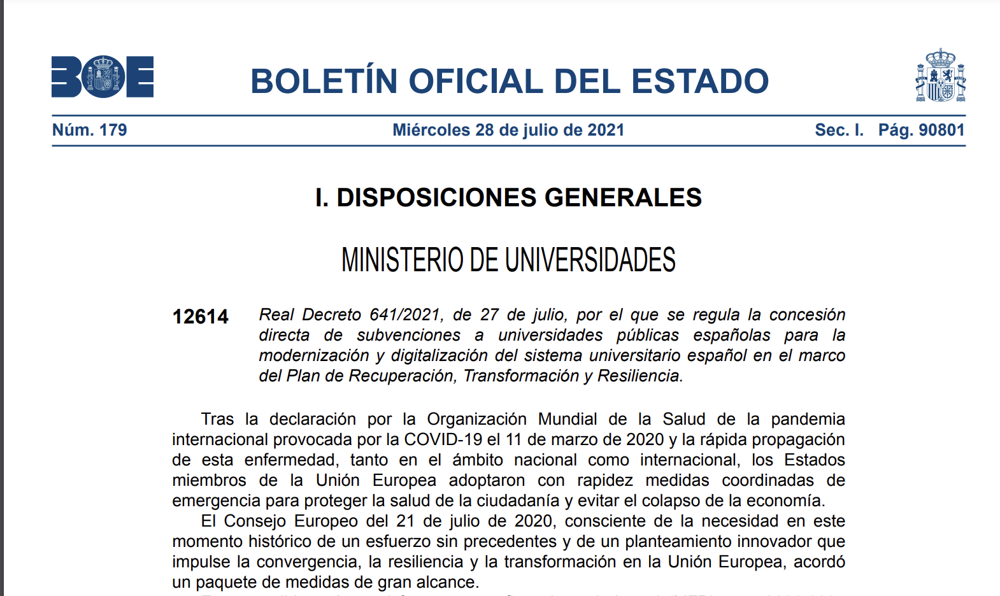 BOE
BOLETÍN OFICIAL DEL ESTADO
Núm. 179 Miércoles 28 de julio de 2021 Sec. I. Pág. 90801
I. DISPOSICIONES GENERALES
MINISTERIO DE UNIVERSIDADES
12614 Real Decreto 641/2021, de 27 de julio, por el que se regula la concesión
directa de subvenciones a universidades públicas españolas para la
modernización y digitalización del sistema universitario español en el marco
del Plan de Recuperación, Transformación y Resiliencia.
Tras la declaración por la Organización Mundial de la Salud de la pandemia
internacional provocada por la COVID-19 el 11 de marzo de 2020 y la rápida propagación
de esta enfermedad, tanto en el ámbito nacional como internacional, los Estados
miembros de la Unión Europea adoptaron con rapidez medidas coordinadas de
emergencia para proteger la salud de la ciudadanía y evitar el colapso de la economía.
El Consejo Europeo del 21 de julio de 2020, consciente de la necesidad en este
momento histórico de un esfuerzo sin precedentes y de un planteamiento innovador que
impulse la convergencia, la resiliencia y la transformación en la Unión Europea, acordó
un paquete de medidas de gran alcance.